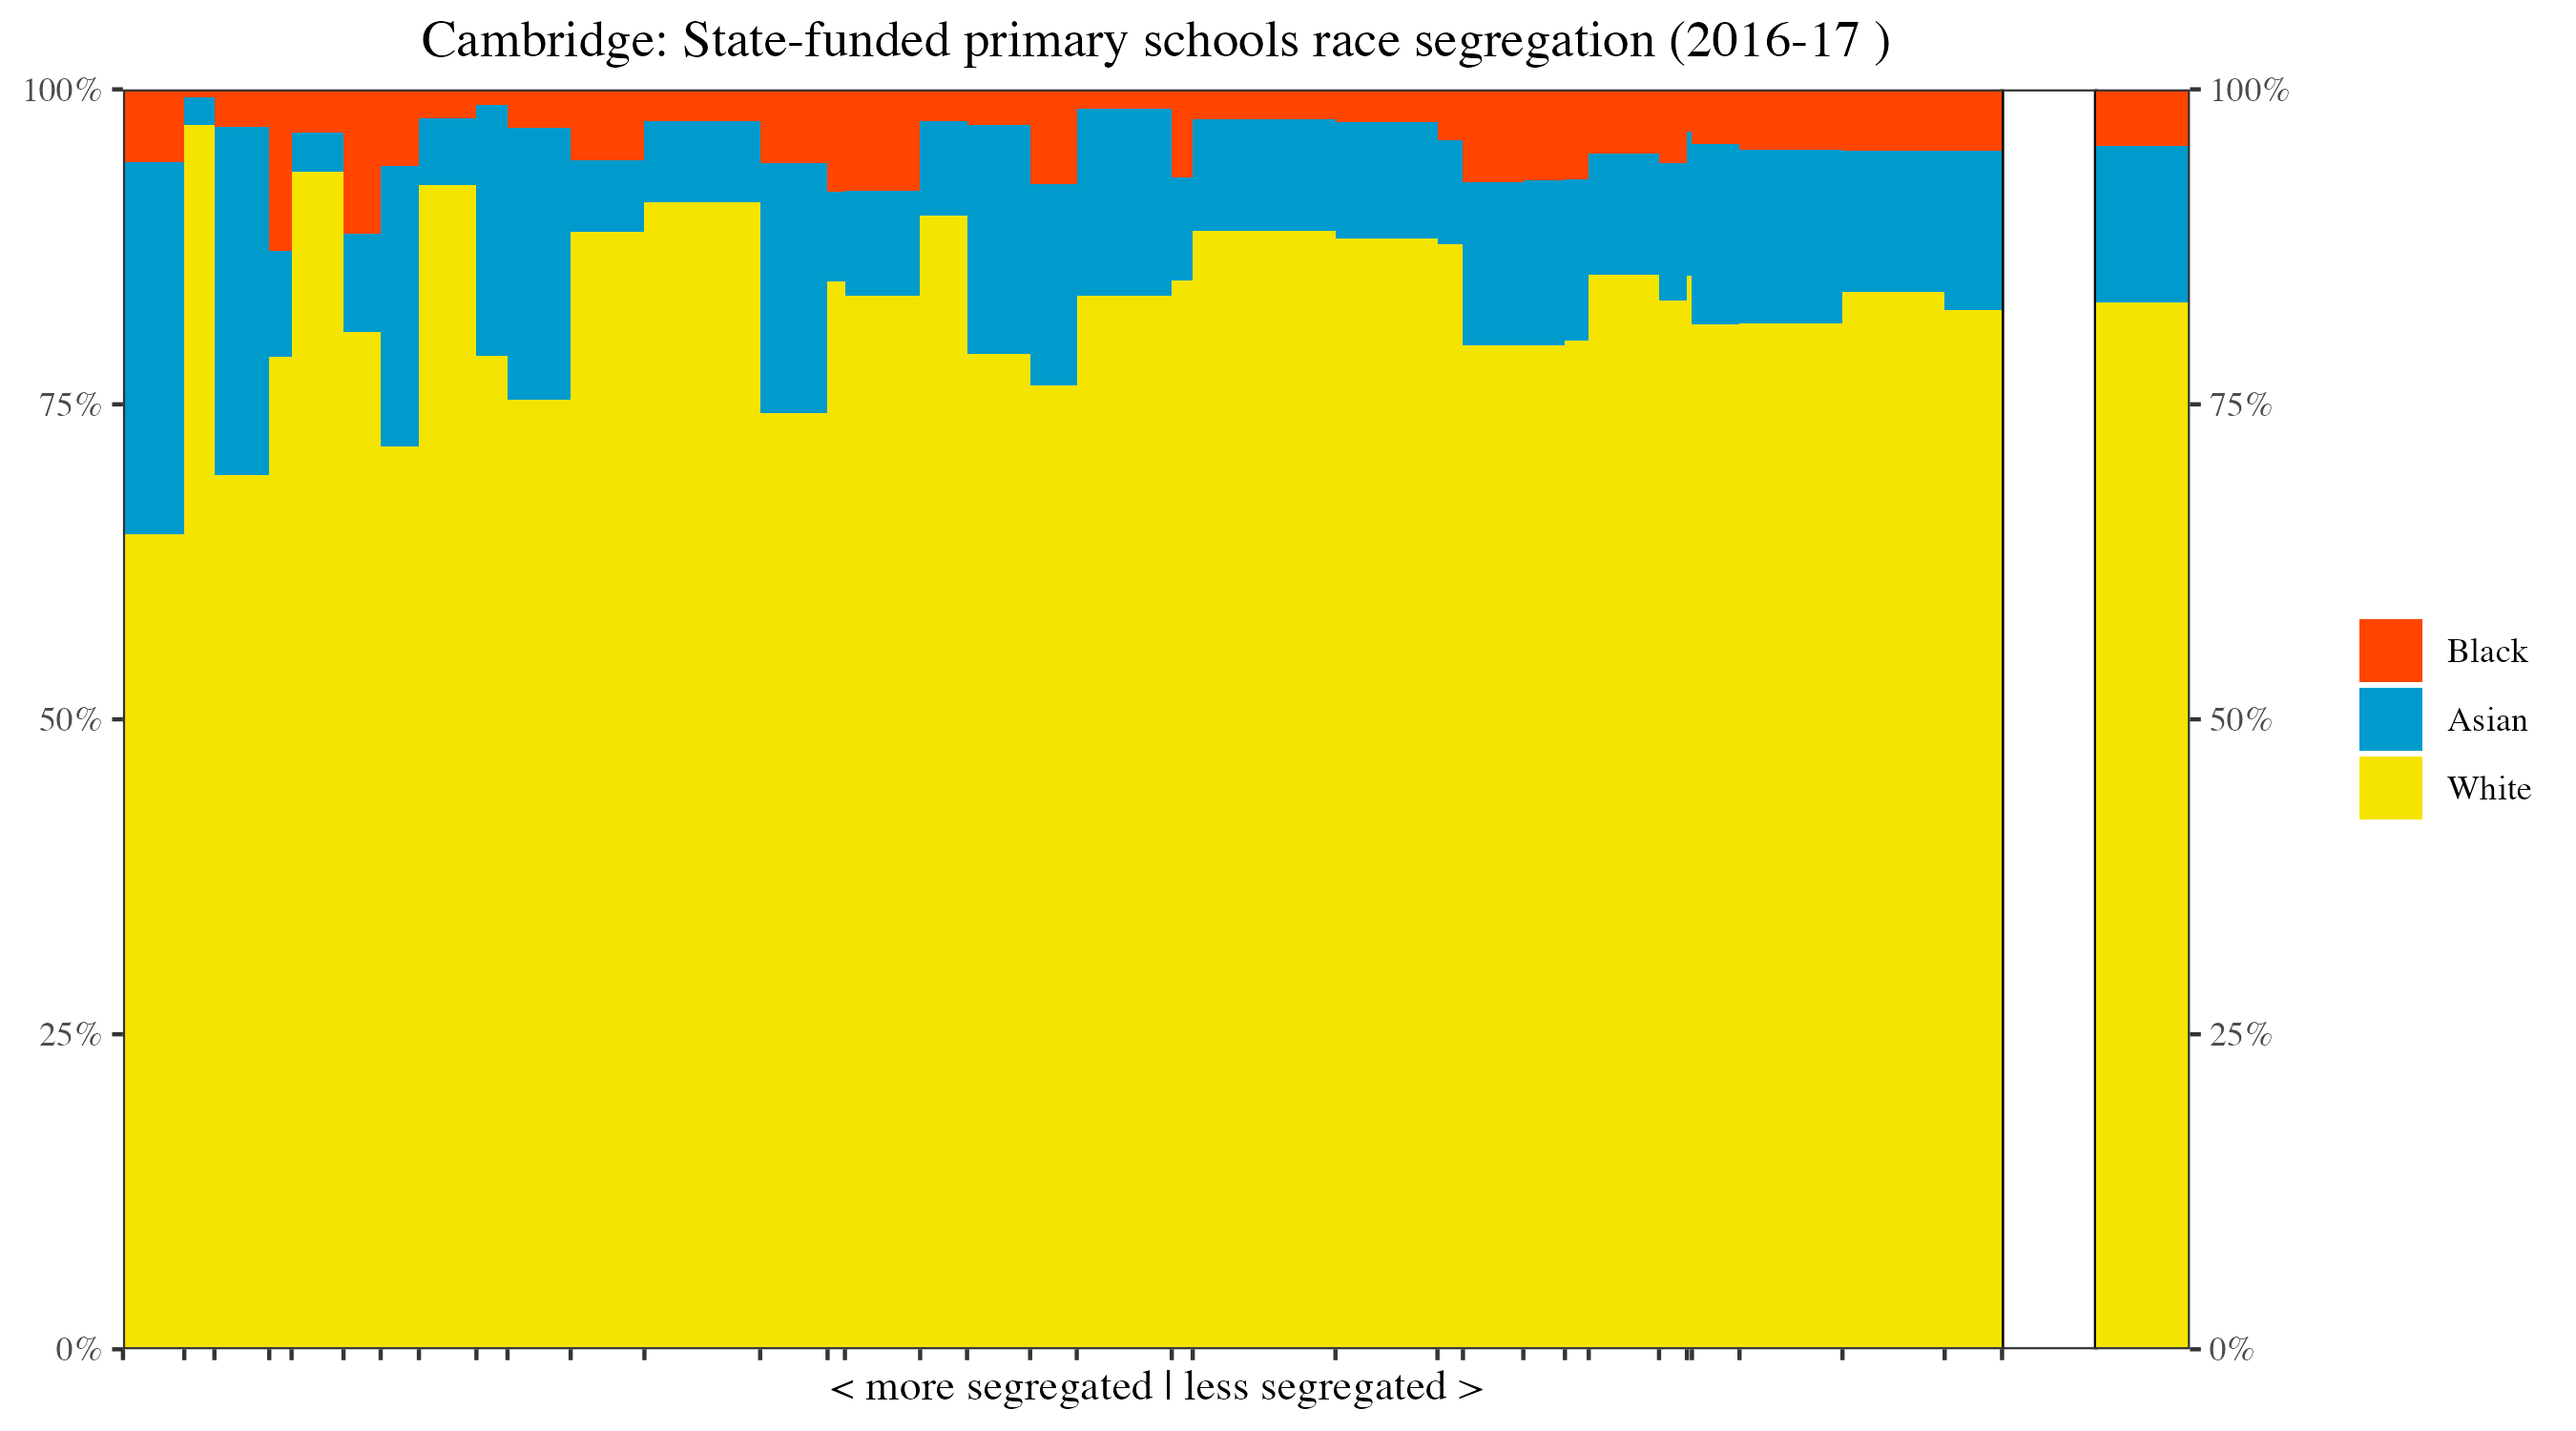 Cambridge: State-funded primary schools race segregation (2016-17 )
100%
100%
75%
75%
50%
50%
25%
25%
0%
0%
Black
Asian
White
< more segregated | less segregated >